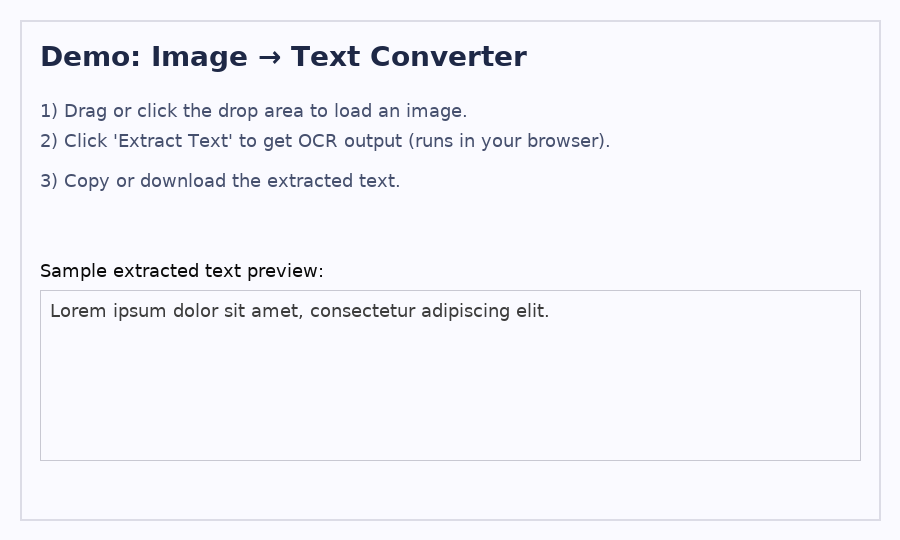 Demo: Image → Text Converter
1) Drag or click the drop area to load an image.
2) Click 'Extract Text' to get OCR output (runs in your browser).
3) Copy or download the extracted text.
Sample extracted text preview:
Lorem ipsum dolor sit amet, consectetur adipiscing elit.